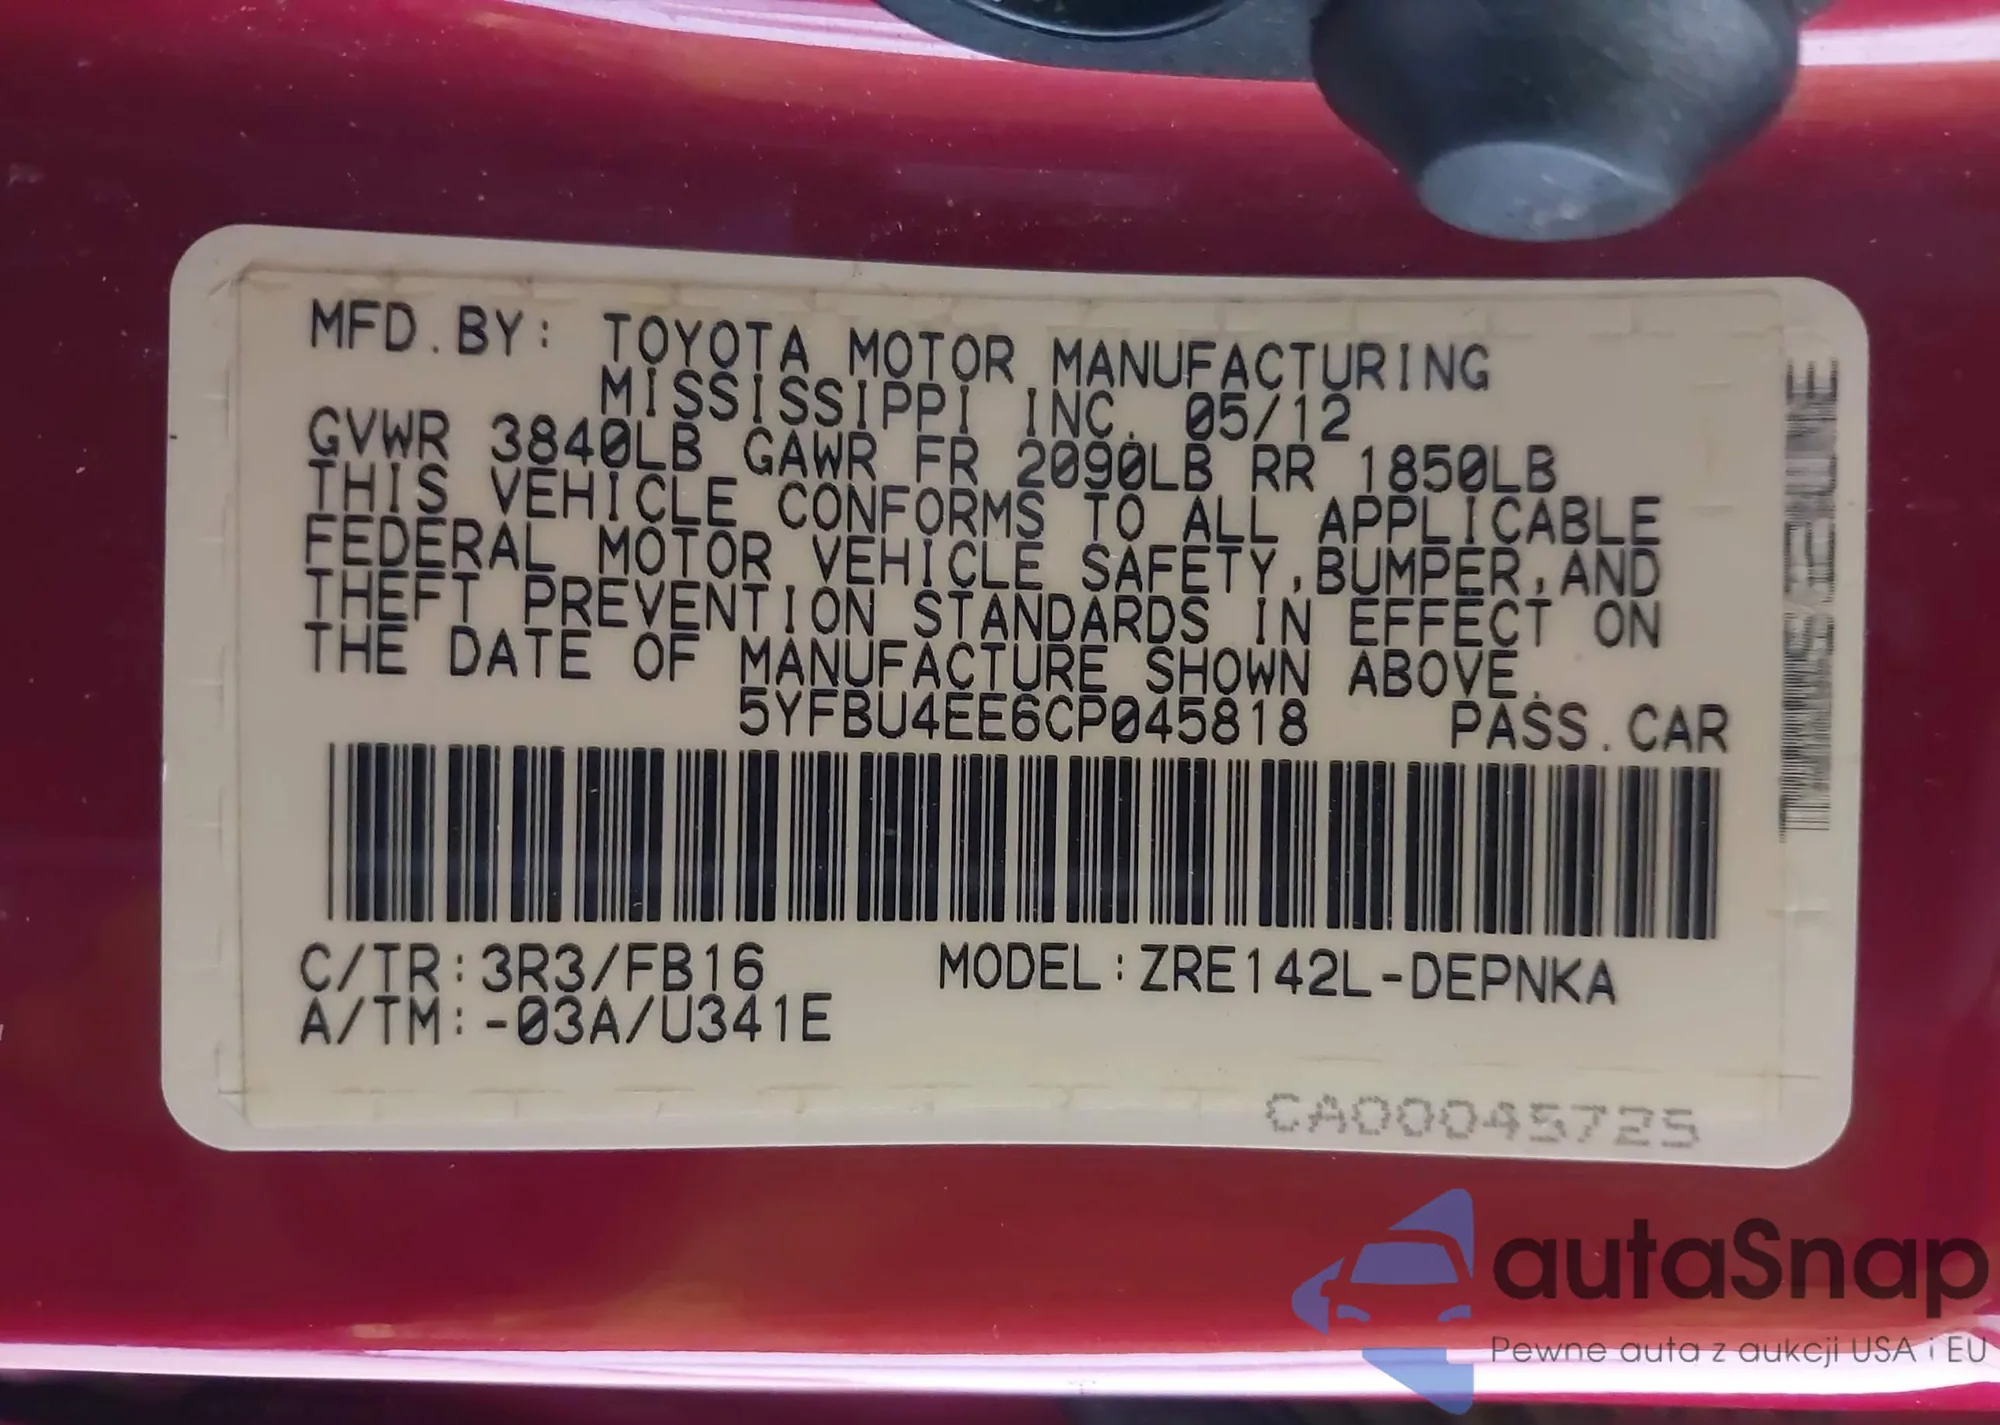 MFD.BY: TOYOTA MOTOR MANUFACTURING
MISSISSIPPI INC. 05/12
GVWR 3840LB GAWR FR 2090LB RR 1850LB
THIS VEHICLE CONFORMS TO ALL APPLICABLE
FEDERAL MOTOR VEHICLE SAFETY,BUMPER,AND
THEFT PREVENTION STANDARDS IN EFFECT ON
THE DATE OF MANUFACTURE SHOWN ABOVE.
5YFBU4EE6CP045818 PASS.CAR
C/TR:3R3/FB16 MODEL:ZRE142L-DEPNKA
A/TM:-03A/U341E
CA00045725
autaSnap
Pewne auta z aukcji USA i EU